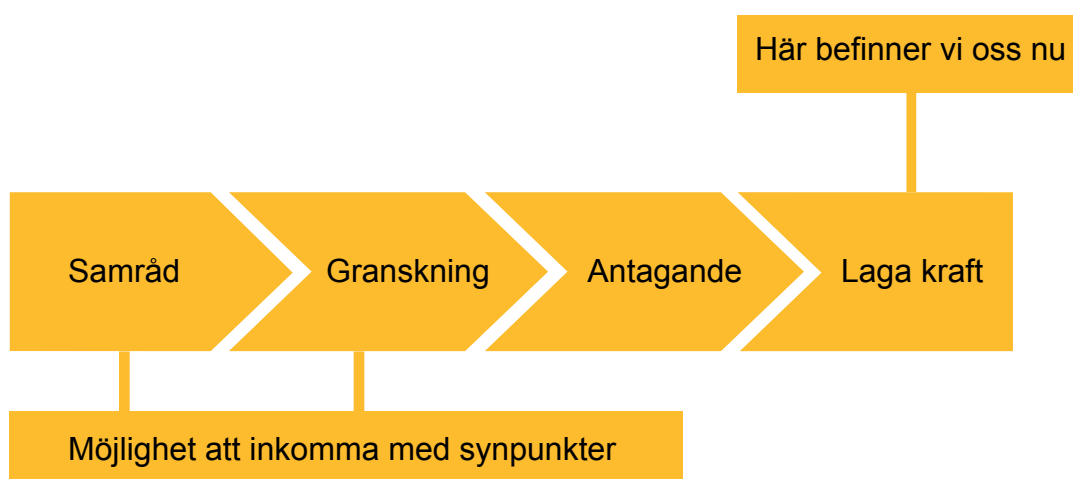 Här befinner vi oss nu
Samråd
Granskning
Antagande
Laga kraft
Möjlighet att inkomma med synpunkter